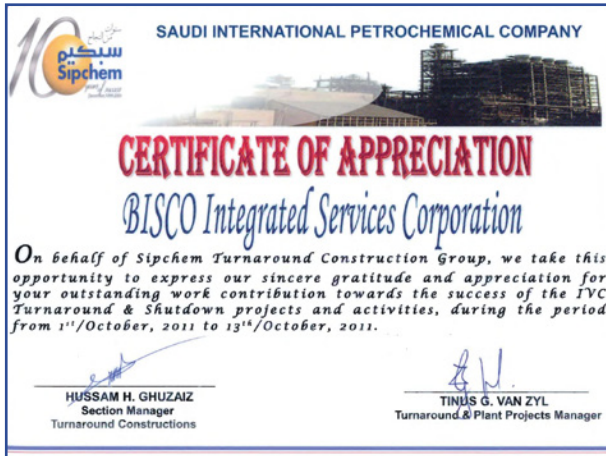 SAUDI INTERNATIONAL PETROCHEMICAL COMPANY
10
سبكيم
Sipchem
CERTIFICATE OF APPRECIATION
BISCO Integrated Services Corporation
On behalf of Sipchem Turnaround Construction Group, we take this
opportunity to express our sincere gratitude and appreciation for
your outstanding work contribution towards the success of the IVC
Turnaround & Shutdown projects and activities, during the period
from 1st/October, 2011 to 13th/October, 2011.
HUSSAM H. GHUZAIZ
Section Manager
Turnaround Constructions
TINUS G. VAN ZYL
Turnaround & Plant Projects Manager